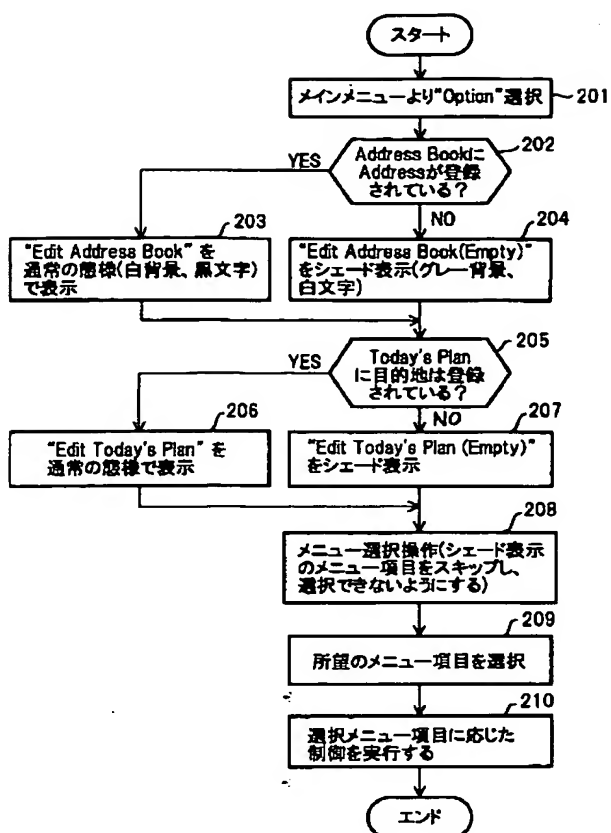 スタート
メインメニューより"Option"選択
201
202
Address Bookに
Addressが登録
されている？
YES
NO
203
"Edit Address Book" を
通常の態様(白背景、黒文字)
で表示
204
"Edit Address Book(Empty)"
をシェード表示(グレー背景、
白文字)
205
Today's Plan
に目的地は登録
されている？
YES
NO
206
"Edit Today's Plan" を
通常の態様で表示
207
"Edit Today's Plan (Empty)"
をシェード表示
208
メニュー選択操作(シェード表示
のメニュー項目をスキップし、
選択できないようにする)
209
所望のメニュー項目を選択
210
選択メニュー項目に応じた
制御を実行する
エンド